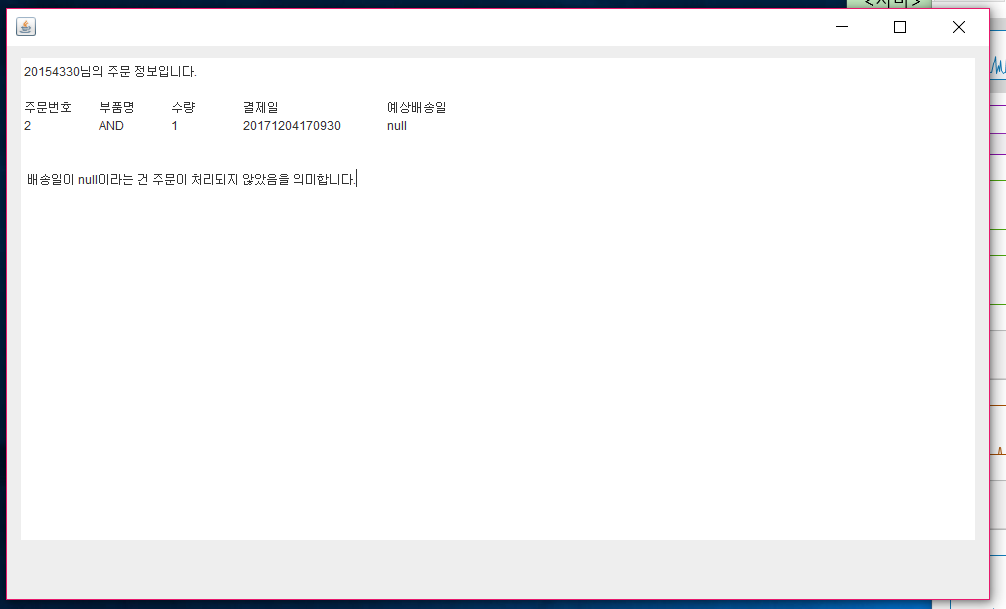 20154330님의 주문 정보입니다.
주문번호 부품명 수량 결제일 예상배송일
2 AND 1 20171204170930 null
배송일이 null이라는 건 주문이 처리되지 않았음을 의미합니다.